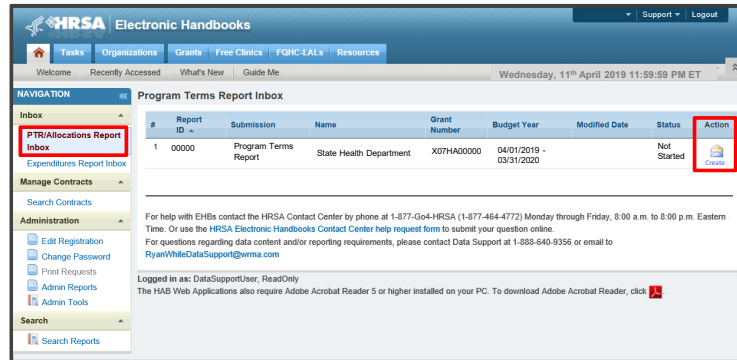 HRSA Electronic Handbooks
Support Logout
Tasks Organizations Grants Free Clinics FQHC-LALs Resources
Welcome Recently Accessed What's New Guide Me Wednesday, 11th April 2019 11:59:59 PM ET
NAVIGATION
Inbox
PTR/Allocations Report
Inbox
Expenditures Report Inbox
Manage Contracts
Search Contracts
Administration
Edit Registration
Change Password
Print Requests
Admin Reports
Admin Tools
Search
Search Reports
Program Terms Report Inbox
# Report ID Submission Name Grant Number Budget Year Modified Date Status Action
1 00000 Program Terms Report State Health Department X07HA00000 04/01/2019 - 03/31/2020 Not Started Create
For help with EHBs contact the HRSA Contact Center by phone at 1-877-Go4-HRSA (1-877-464-4772) Monday through Friday, 8:00 a.m. to 8:00 p.m. Eastern
Time. Or use the HRSA Electronic Handbooks Contact Center help request form to submit your question online.
For questions regarding data content and/or reporting requirements, please contact Data Support at 1-888-640-9356 or email to
RyanWhiteDataSupport@wrma.com
Logged in as: DataSupportUser, ReadOnly
The HAB Web Applications also require Adobe Acrobat Reader 5 or higher installed on your PC. To download Adobe Acrobat Reader, click .